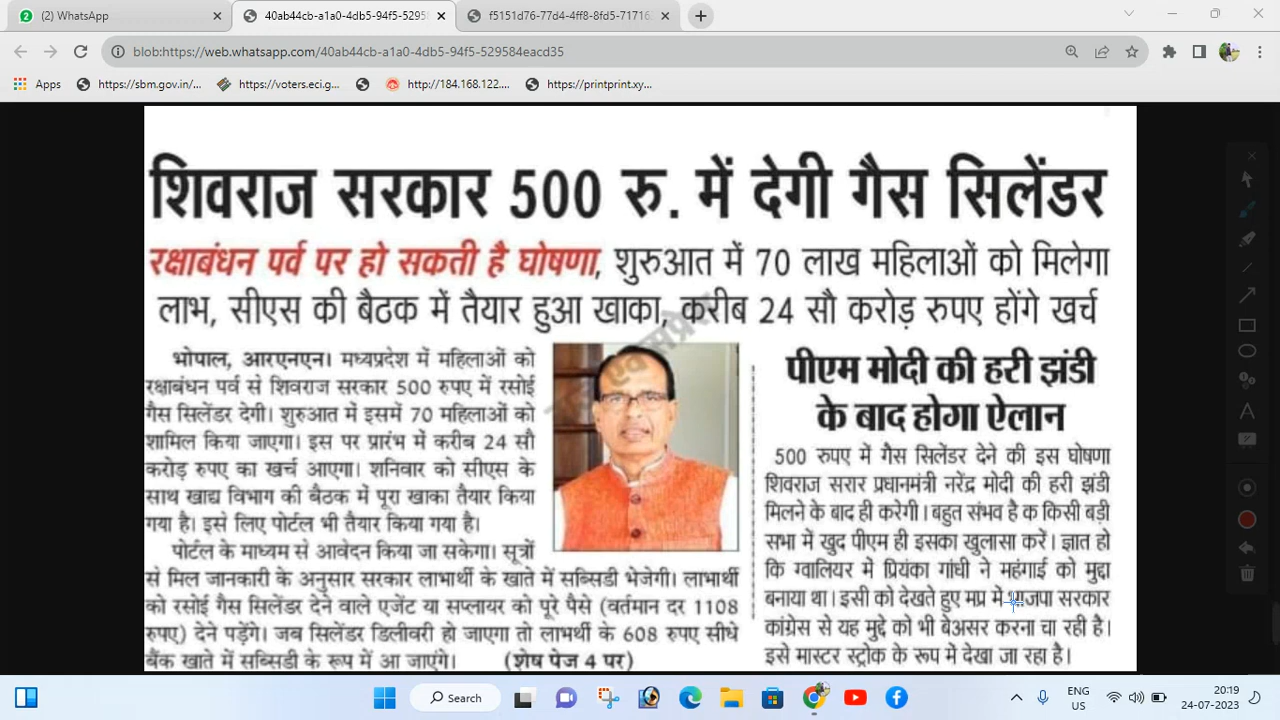 (2) WhatsApp
40ab44cb-a1a0-4db5-94f5-5295
f5151d76-77d4-4ff8-8fd5-71716
blob:https://web.whatsapp.com/40ab44cb-a1a0-4db5-94f5-529584eacd35
Apps
https://sbm.gov.in/...
https://voters.eci.g...
http://184.168.122....
https://printprint.xy...
शिवराज सरकार 500 रु. में देगी गैस सिलेंडर
रक्षाबंधन पर्व पर हो सकती है घोषणा, शुरुआत में 70 लाख महिलाओं को मिलेगा
लाभ, सीएस की बैठक में तैयार हुआ खाका, करीब 24 सौ करोड़ रुपए होंगे खर्च
भोपाल, आरएनएन। मध्यप्रदेश में महिलाओं को
रक्षाबंधन पर्व से शिवराज सरकार 500 रुपए में रसोई
गैस सिलेंडर देगी। शुरुआत में इसमें 70 महिलाओं को
शामिल किया जाएगा। इस पर प्रारंभ में करीब 24 सौ
करोड़ रुपए का खर्च आएगा। शनिवार को सीएस के
साथ खाद्य विभाग की बैठक में पूरा खाका तैयार किया
गया है। इसे लिए पोर्टल भी तैयार किया गया है।
पोर्टल के माध्यम से आवेदन किया जा सकेगा। सूत्रों
से मिल जानकारी के अनुसार सरकार लाभार्थी के खाते में सब्सिडी भेजेगी। लाभार्थी
को रसोई गैस सिलेंडर देने वाले एजेंट या सप्लायर को पूरे पैसे (वर्तमान दर 1108
रुपए) देने पड़ेंगे। जब सिलेंडर डिलीवरी हो जाएगा तो लाभर्थी के 608 रुपए सीधे
बैंक खाते में सब्सिडी के रूप में आ जाएंगे। (शेष पेज 4 पर)
पीएम मोदी की हरी झंडी
के बाद होगा ऐलान
500 रुपए में गैस सिलेंडर देने की इस घोषणा
शिवराज सरार प्रधानमंत्री नरेंद्र मोदी की हरी झंडी
मिलने के बाद ही करेगी। बहुत संभव है क किसी बड़ी
सभा में खुद पीएम ही इसका खुलासा करें। ज्ञात हो
कि ग्वालियर में प्रियंका गांधी ने महंगाई को मुद्दा
बनाया था। इसी को देखते हुए मप्र में भाजपा सरकार
कांग्रेस से यह मुद्दे को भी बेअसर करना चा रही है।
इसे मास्टर स्ट्रोक के रूप में देखा जा रहा है।
Search
ENG
US
20:19
24-07-2023